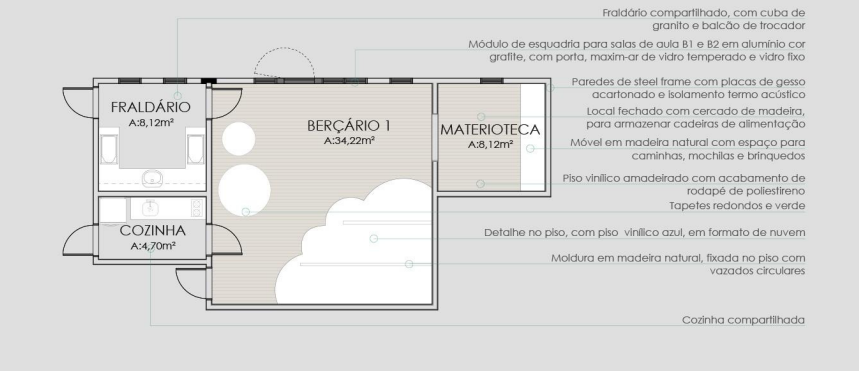 Fraldário compartilhado, com cuba de
granito e balcão de trocador
Módulo de esquadria para salas de aula B1 e B2 em alumínio cor
grafite, com porta, maxim-ar de vidro temperado e vidro fixo
Paredes de steel frame com placas de gesso
acartonado e isolamento termo acústico
Local fechado com cercado de madeira,
para armazenar cadeiras de alimentação
Móvel em madeira natural com espaço para
caminhas, mochilas e brinquedos
Piso vinílico amadeirado com acabamento de
rodapé de poliestireno
Tapetes redondos e verde
Detalhe no piso, com piso vinílico azul, em formato de nuvem
Moldura em madeira natural, fixada no piso com
vazados circulares
Cozinha compartilhada
FRALDÁRIO
A:8,12m²
BERÇÁRIO 1
A:34,22m²
MATERIOTECA
A:8,12m²
COZINHA
A:4,70m²